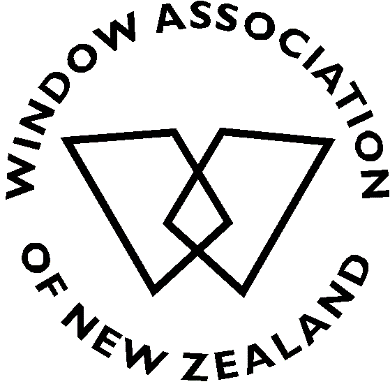 WINDOW ASSOCIATION
OF NEW ZEALAND